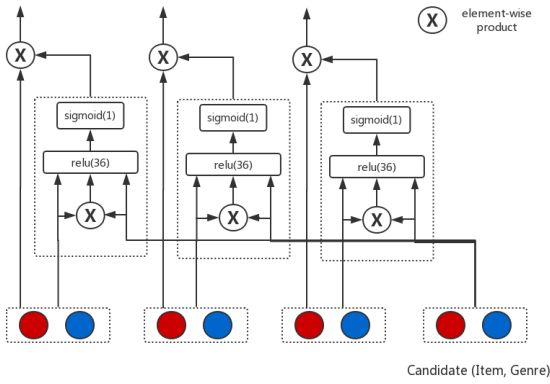 X
element-wise
product
X
X
X
sigmoid(1)
sigmoid(1)
sigmoid(1)
relu(36)
relu(36)
relu(36)
X
X
X
Candidate (Item, Genre)